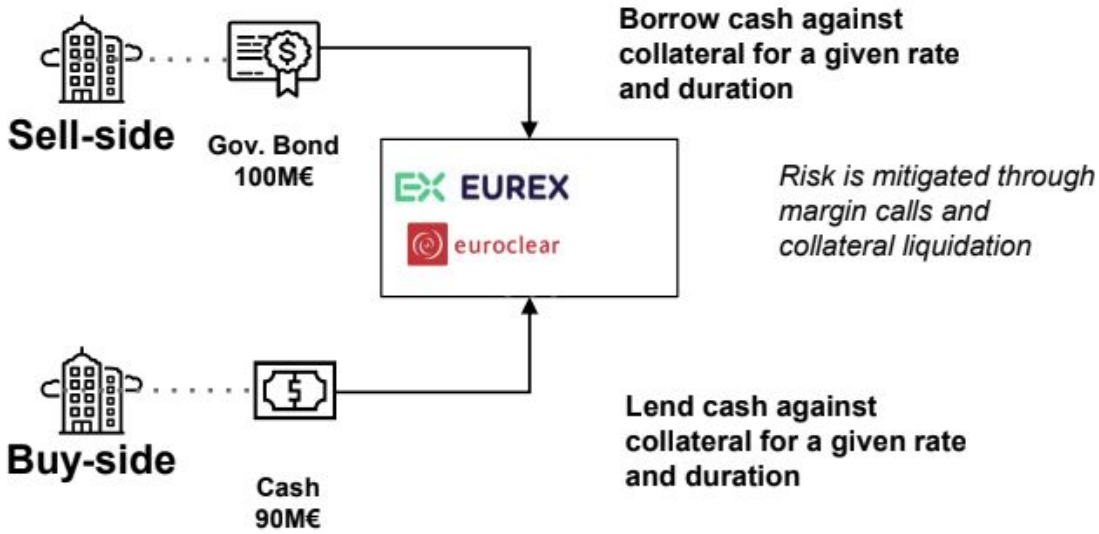 Borrow cash against
collateral for a given rate
and duration
$
Sell-side
Gov. Bond
100M€
EX EUREX
euroclear
Risk is mitigated through
margin calls and
collateral liquidation
$
Buy-side
Cash
90M€
Lend cash against
collateral for a given rate
and duration